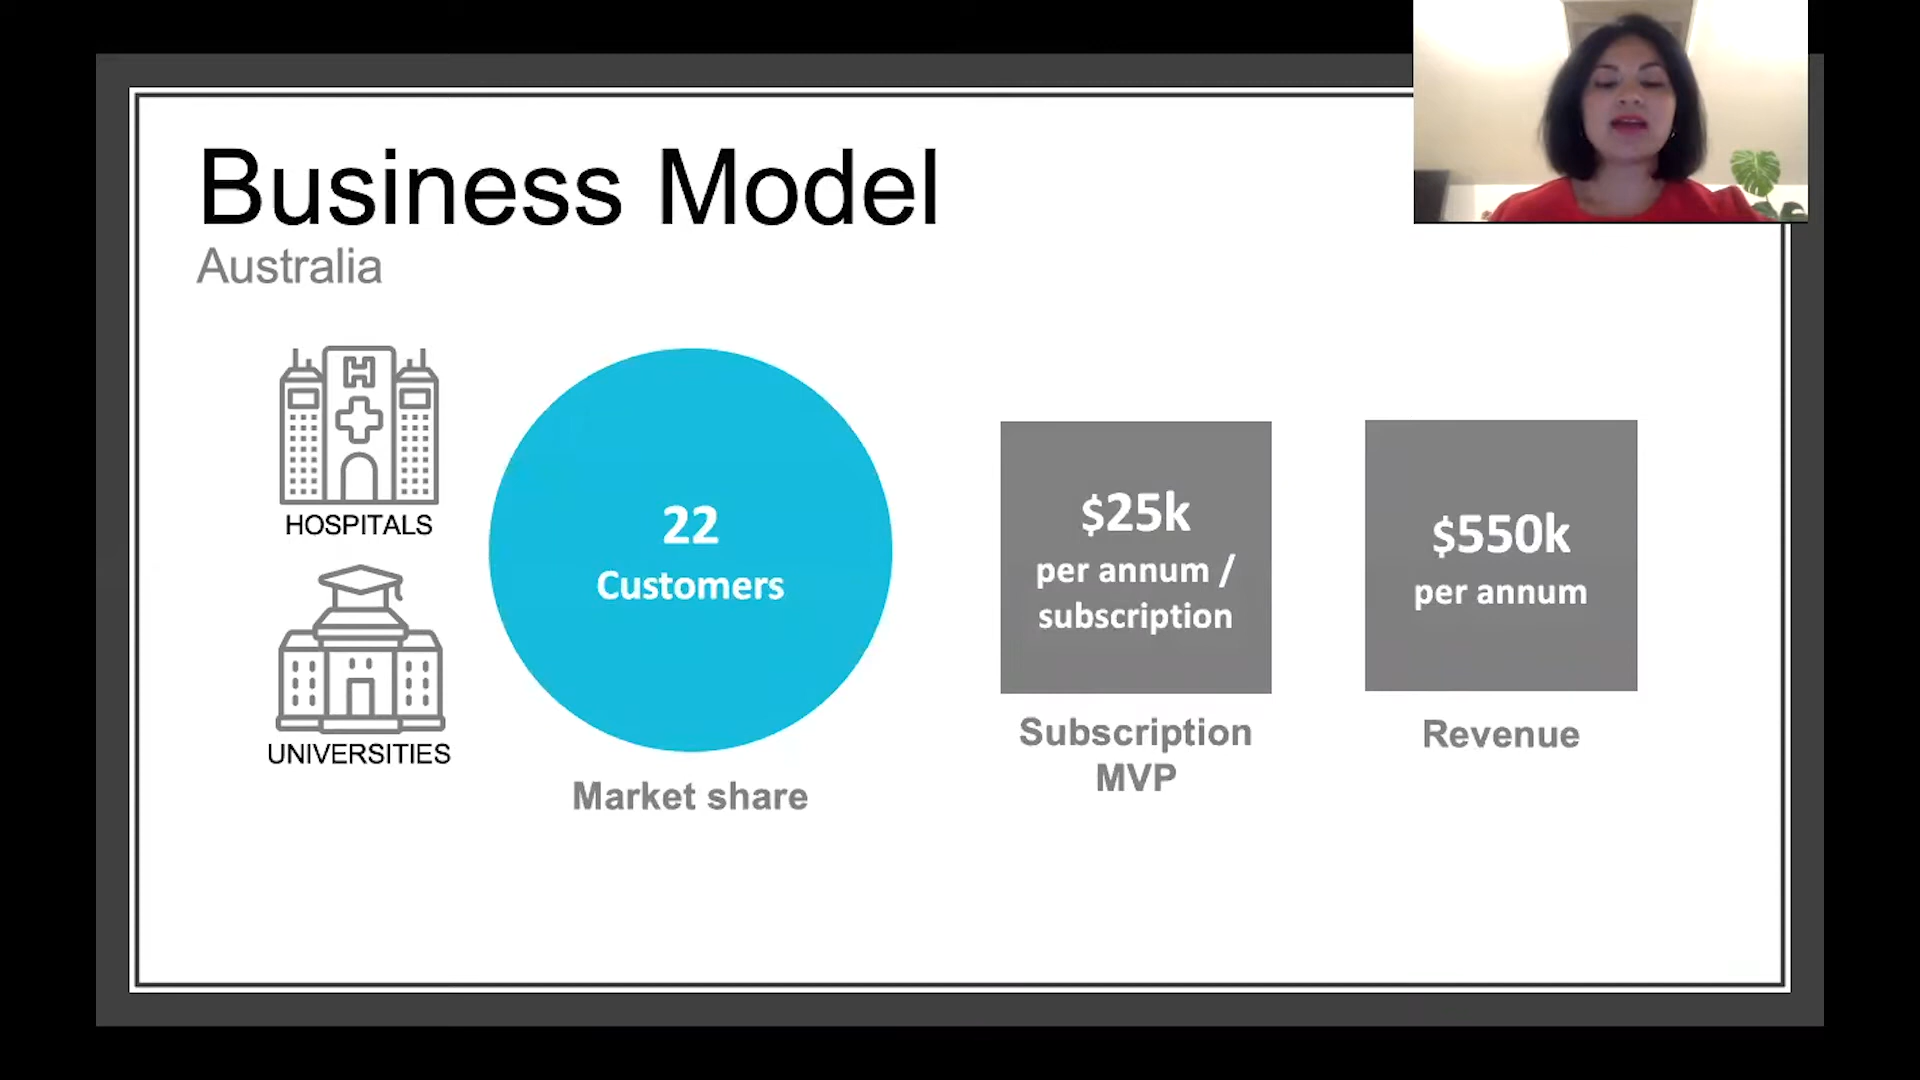 Business Model
Australia
H
HOSPITALS
UNIVERSITIES
22
Customers
Market share
$25k
per annum /
subscription
Subscription
MVP
$550k
per annum
Revenue